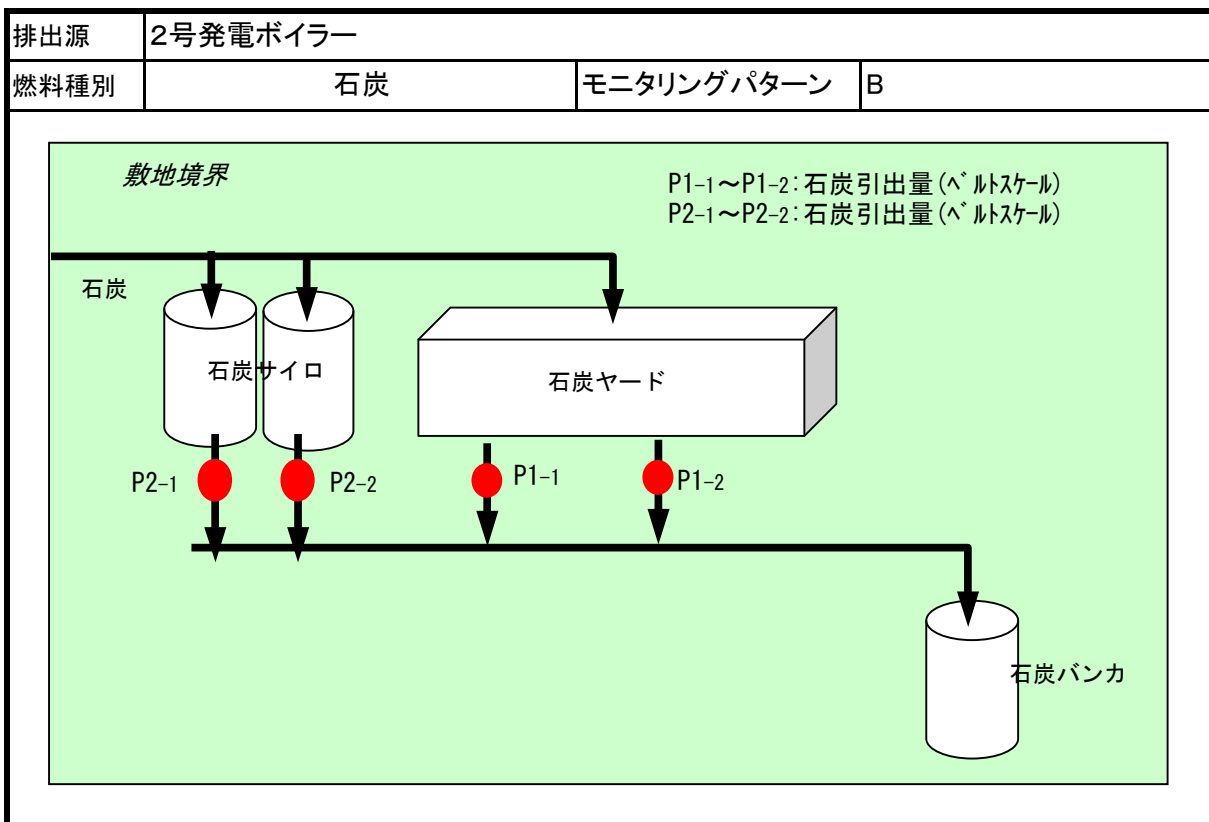 排出源 2号発電ボイラー
燃料種別 石炭 モニタリングパターン B
敷地境界
P1-1～P1-2:石炭引出量(ﾍﾞﾙﾄｽｹｰﾙ)
P2-1～P2-2:石炭引出量(ﾍﾞﾙﾄｽｹｰﾙ)
石炭
石炭サイロ
石炭ヤード
P2-1
P2-2
P1-1
P1-2
石炭バンカ